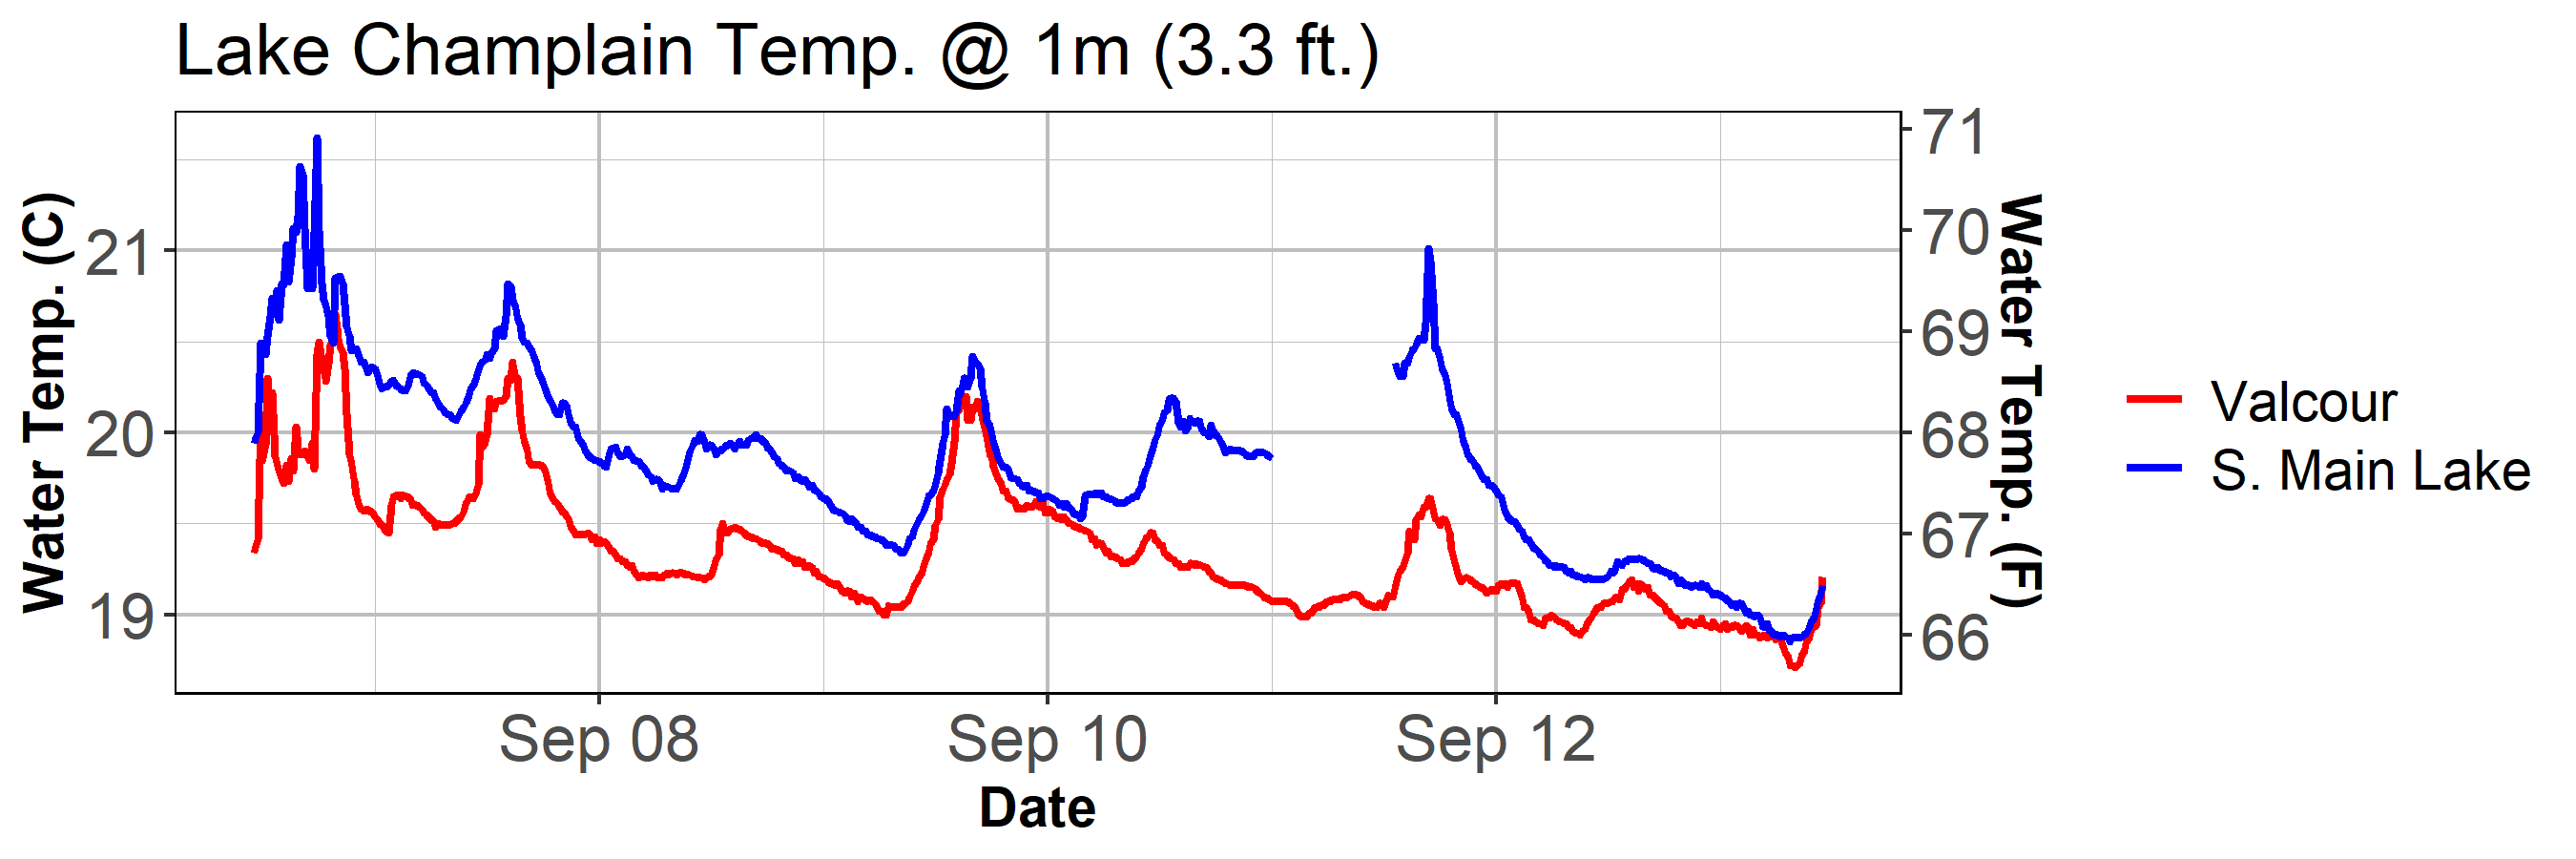 Lake Champlain Temp. @ 1m (3.3 ft.)
Water Temp. (C)
21
20
19
71
70
69
68
67
66
Water Temp. (F)
Valcour
S. Main Lake
Sep 08
Sep 10
Sep 12
Date